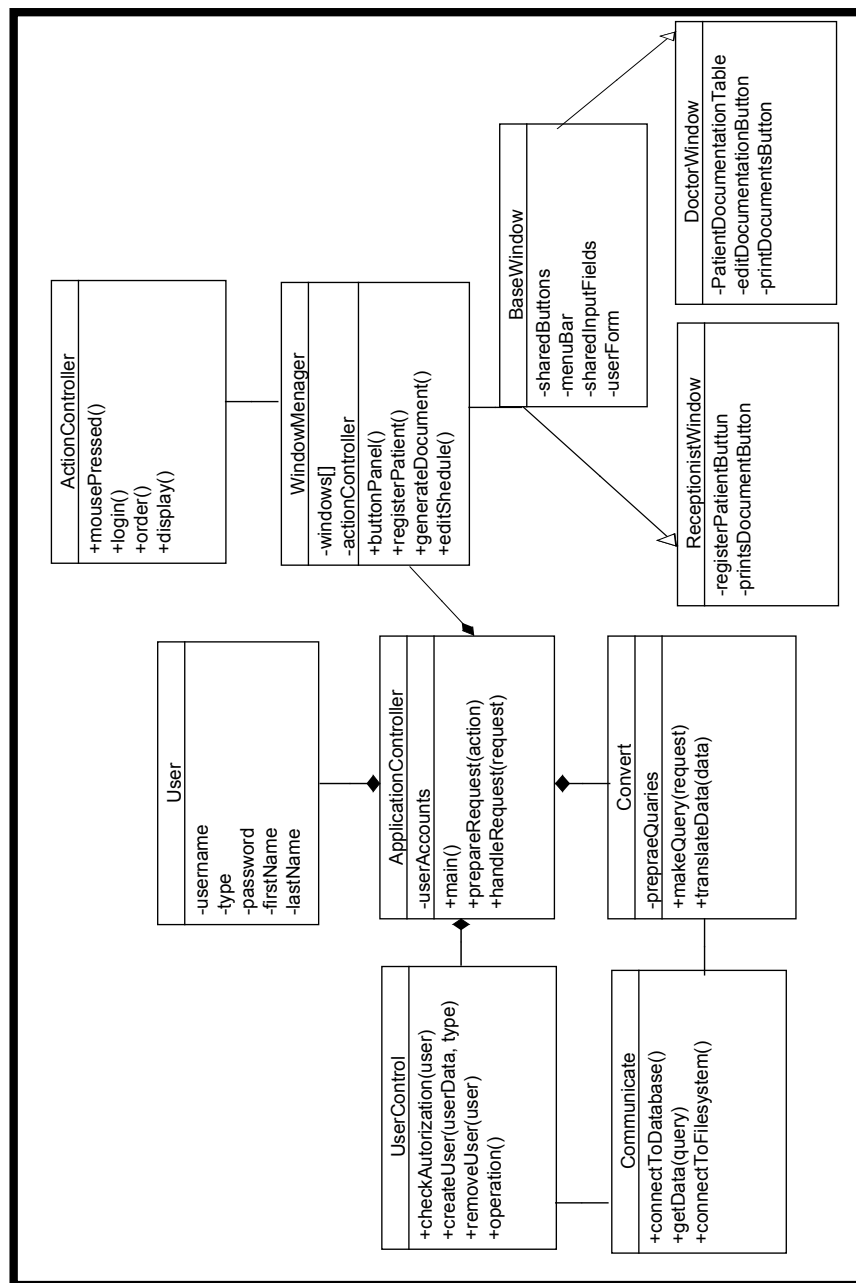 ActionController
+mousePressed()
+login()
+order()
+display()
User
-username
-type
-password
-firstName
-lastName
WindowMenager
-windows[]
-actionController
+buttonPanel()
+registerPatient()
+generateDocument()
+editShedule()
UserControl
+checkAutorization(user)
+createUser(userData, type)
+removeUser(user)
+operation()
ApplicationController
-userAccounts
+main()
+prepareRequest(action)
+handleRequest(request)
BaseWindow
-sharedButtons
-menuBar
-sharedInputFields
-userForm
Communicate
+connectToDatabase()
+getData(query)
+connectToFilesystem()
Convert
-prepraeQuaries
+makeQuery(request)
+translateData(data)
ReceptionistWindow
-registerPatientButtun
-printsDocumentButton
DoctorWindow
-PatientDocumentationTable
-editDocumentationButton
-printDocumentsButton